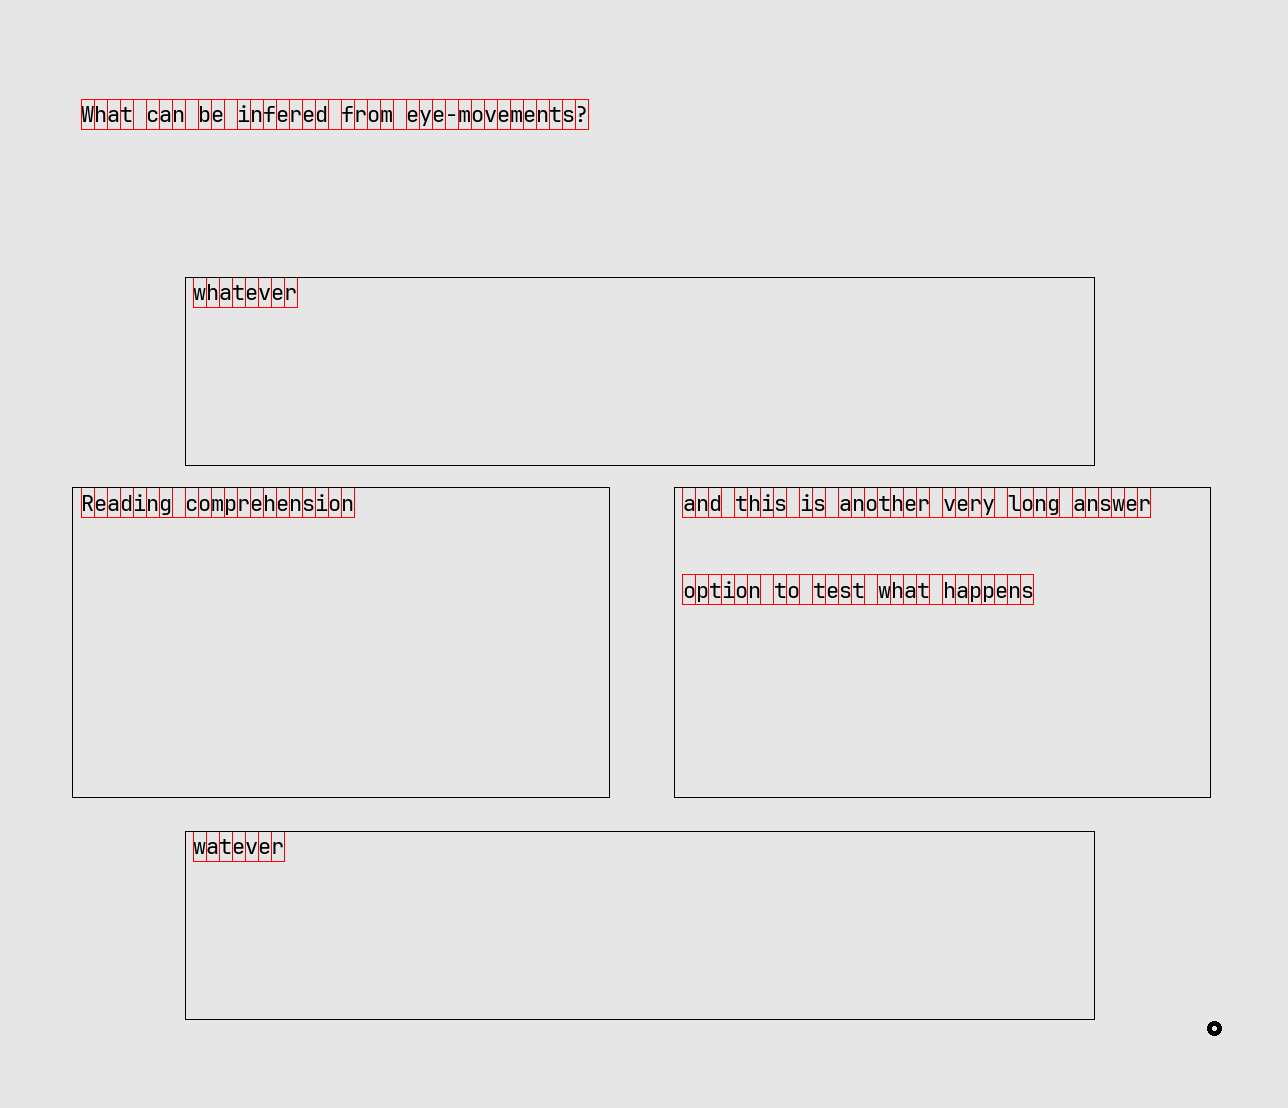 What can be infered from eye-movements?
whatever
Reading comprehension
and this is another very long answer
option to test what happens
watever